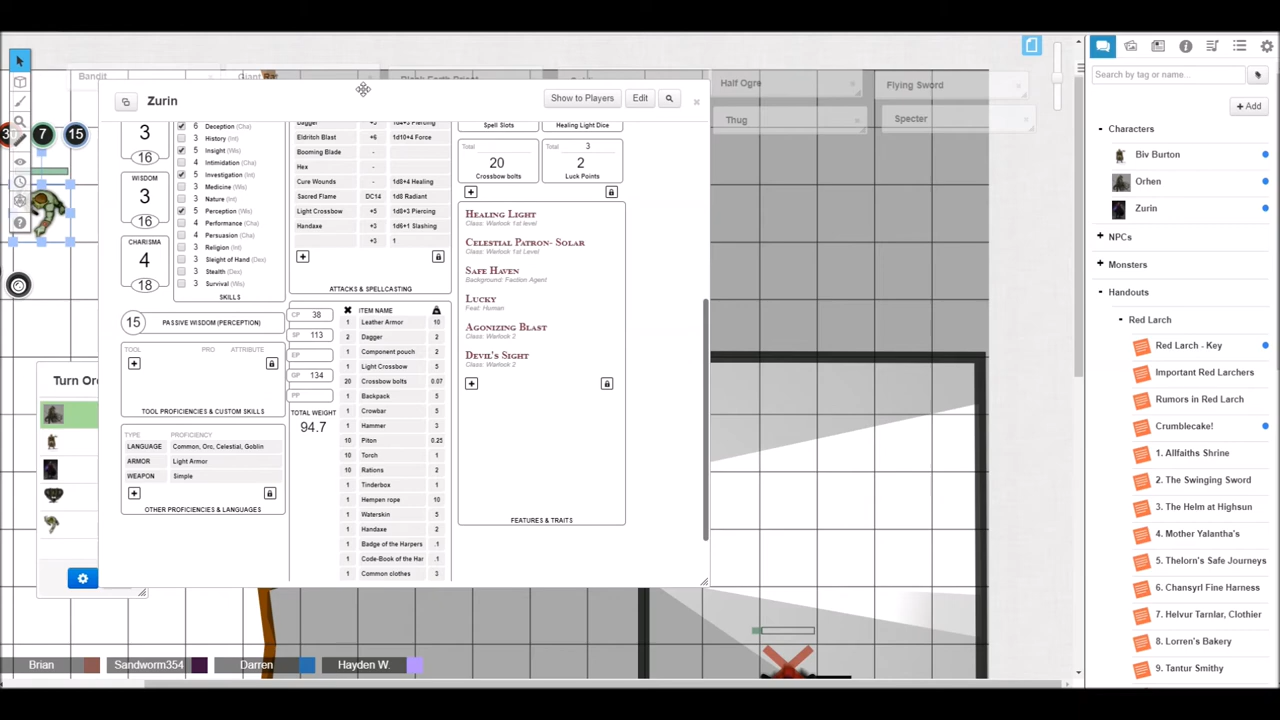 Bandit
Giant Rat
Black Earth Priest
Half Ogre
Flying Sword
Thug
Specter
Search by tag or name...
+ Add
Zurin
Show to Players
Edit
7
15
3
16
WISDOM
3
16
CHARISMA
4
18
6 Deception (Cha)
3 History (Int)
5 Insight (Wis)
4 Intimidation (Cha)
5 Investigation (Int)
3 Medicine (Wis)
3 Nature (Int)
5 Perception (Wis)
4 Performance (Cha)
4 Persuasion (Cha)
3 Religion (Int)
3 Sleight of Hand (Dex)
3 Stealth (Dex)
3 Survival (Wis)
SKILLS
15 PASSIVE WISDOM (PERCEPTION)
TOOL PRO ATTRIBUTE
TOOL PROFICIENCIES & CUSTOM SKILLS
TYPE PROFICIENCY
LANGUAGE Common, Orc, Celestial, Goblin
ARMOR Light Armor
WEAPON Simple
OTHER PROFICIENCIES & LANGUAGES
Dagger +5 1d4+3 Piercing
Eldritch Blast +6 1d10+4 Force
Booming Blade -
Hex -
Cure Wounds - 1d8+4 Healing
Sacred Flame DC14 1d8 Radiant
Light Crossbow +5 1d8+3 Piercing
Handaxe +3 1d6+1 Slashing
+3 1
ATTACKS & SPELLCASTING
CP 38
SP 113
EP
GP 134
PP
TOTAL WEIGHT
94.7
ITEM NAME
1 Leather Armor 10
2 Dagger 2
1 Component pouch 2
1 Light Crossbow 5
20 Crossbow bolts 0.07
1 Backpack 5
1 Crowbar 5
1 Hammer 3
10 Piton 0.25
10 Torch 1
10 Rations 2
1 Tinderbox 1
1 Hempen rope 10
1 Waterskin 5
1 Handaxe 2
1 Badge of the Harpers .1
1 Code-Book of the Har .1
1 Common clothes 3
Spell Slots
Healing Light Dice
Total
20
Crossbow bolts
Total 3
2
Luck Points
HEALING LIGHT
Class: Warlock 1st level
CELESTIAL PATRON- SOLAR
Class: Warlock 1st Level
SAFE HAVEN
Background: Faction Agent
LUCKY
Feat: Human
AGONIZING BLAST
Class: Warlock 2
DEVIL'S SIGHT
Class: Warlock 2
FEATURES & TRAITS
Turn Or
Brian
Sandworm354
Darren
Hayden W.
Characters
Biv Burton
Orhen
Zurin
NPCs
Monsters
Handouts
Red Larch
Red Larch - Key
Important Red Larchers
Rumors in Red Larch
Crumblecake!
1. Allfaiths Shrine
2. The Swinging Sword
3. The Helm at Highsun
4. Mother Yalantha's
5. Thelorn's Safe Journeys
6. Chansyrl Fine Harness
7. Helvur Tarnlar, Clothier
8. Lorren's Bakery
9. Tantur Smithy